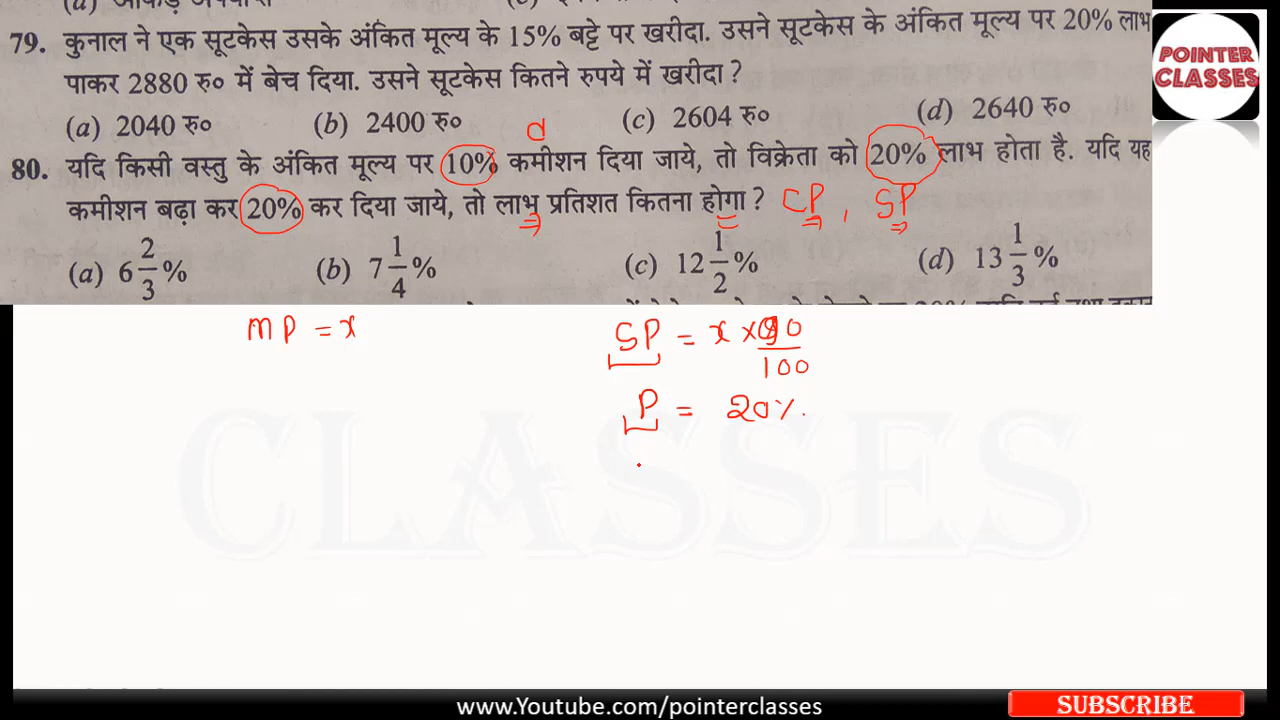 79. कुनाल ने एक सूटकेस उसके अंकित मूल्य के 15% बट्टे पर खरीदा. उसने सूटकेस के अंकित मूल्य पर 20% लाभ
पाकर 2880 रु० में बेच दिया. उसने सूटकेस कितने रुपये में खरीदा ?
(a) 2040 रु० (b) 2400 रु० (c) 2604 रु० (d) 2640 रु०
d
80. यदि किसी वस्तु के अंकित मूल्य पर 10% कमीशन दिया जाये, तो विक्रेता को 20% लाभ होता है. यदि यह
कमीशन बढ़ा कर 20% कर दिया जाये, तो लाभ प्रतिशत कितना होगा ? CP, SP
(a) 6 2/3 % (b) 7 1/4 % (c) 12 1/2 % (d) 13 1/3 %
MP = x SP = x × 90/100
P = 20%.
POINTER
CLASSES
CLASSES
www.Youtube.com/pointerclasses
SUBSCRIBE